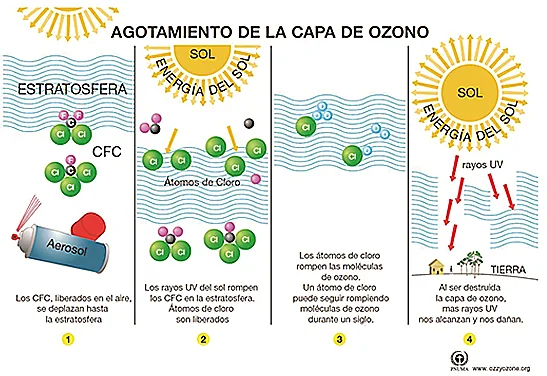 AGOTAMIENTO DE LA CAPA DE OZONO
ESTRATOSFERA
F F
C
Cl Cl
CFC
F
C
Cl Cl
Cl
Aerosol
Los CFC, liberados en el aire,
se deplazan hasta
la estratosfera
1
SOL
ENERGÍA DEL SOL
Cl Cl Cl Cl
Átomos de Cloro
Cl Cl Cl Cl
Los rayos UV del sol rompen
los CFC en la estratosfera.
Átomos de cloro
son liberados
2
Cl
Cl
Los átomos de cloro
rompen las moléculas
de ozono.
Un átomo de cloro
puede seguir rompiendo
moléculas de ozono
durante un siglo.
3
SOL
ENERGÍA DEL SOL
rayos UV
TIERRA
Al ser destruida
la capa de ozono,
mas rayos UV
nos alcanzan y nos dañan.
4
PNUMA www.ozzyozone.org